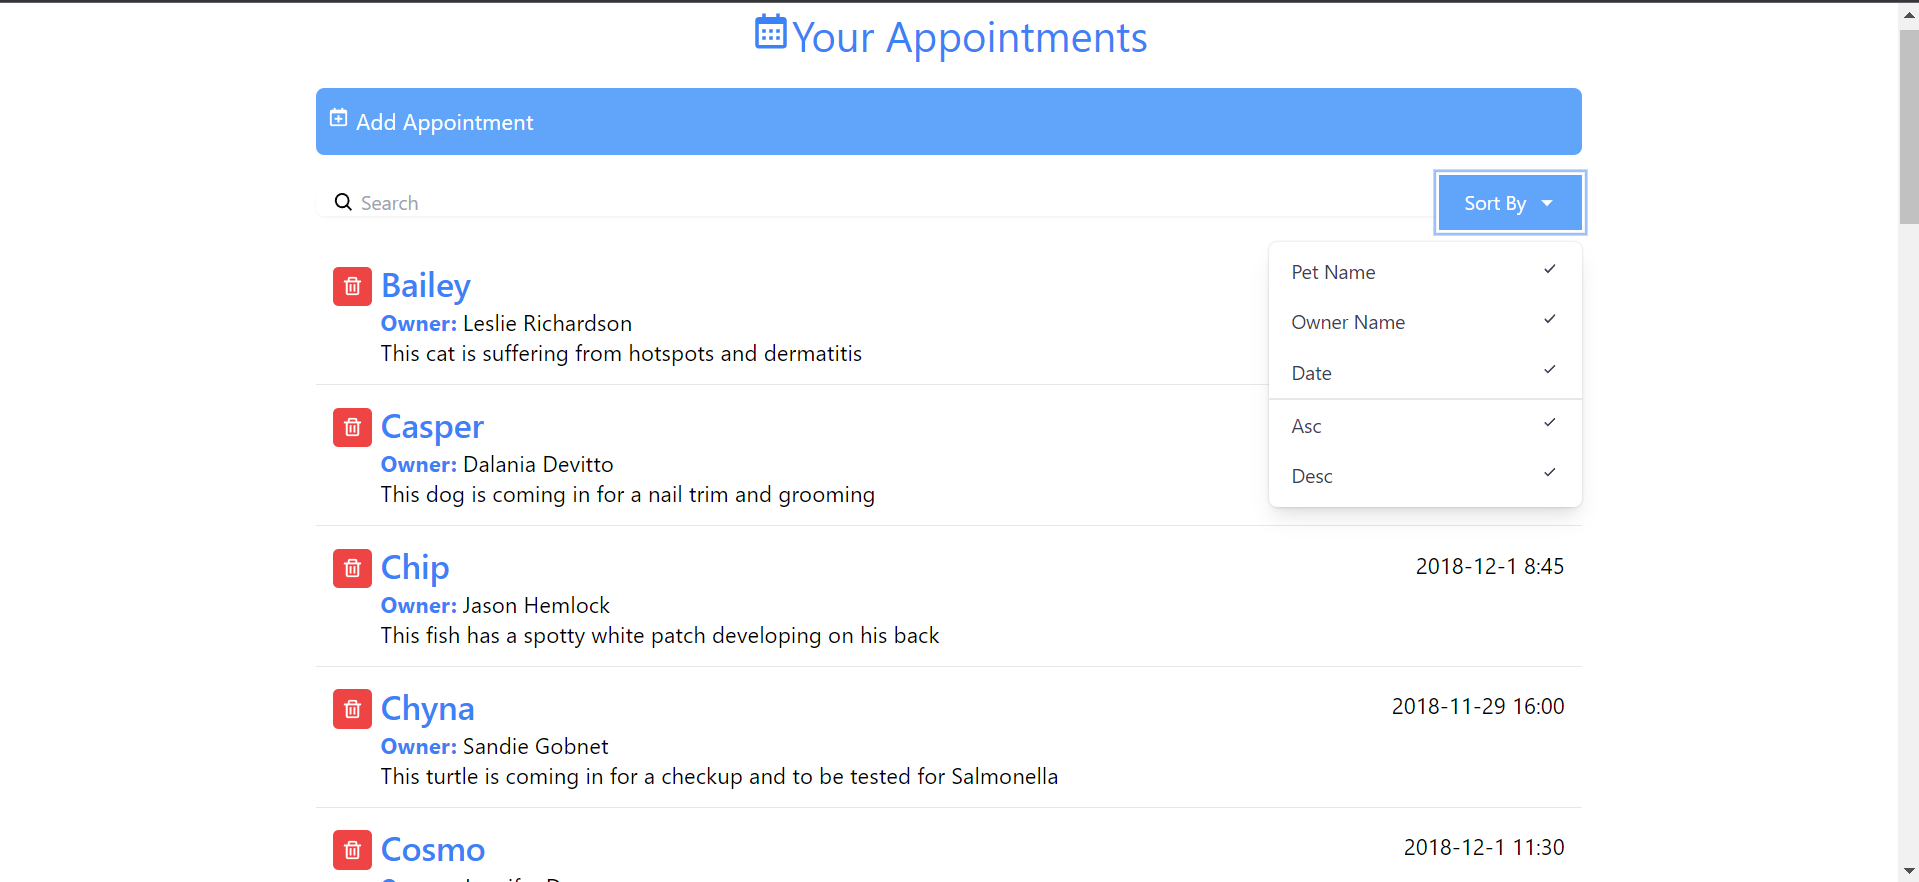 Your Appointments
Add Appointment
Search
Sort By
Pet Name
Owner Name
Date
Asc
Desc
Bailey
Owner: Leslie Richardson
This cat is suffering from hotspots and dermatitis
Casper
Owner: Dalania Devitto
This dog is coming in for a nail trim and grooming
Chip
2018-12-1 8:45
Owner: Jason Hemlock
This fish has a spotty white patch developing on his back
Chyna
2018-11-29 16:00
Owner: Sandie Gobnet
This turtle is coming in for a checkup and to be tested for Salmonella
Cosmo
2018-12-1 11:30